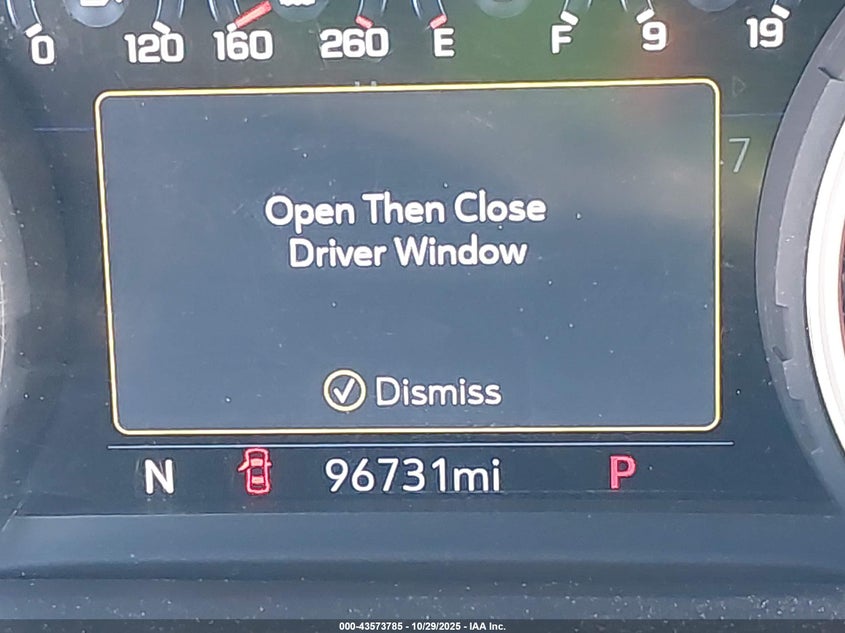 0 120 160 260 E F 9 19
7
Open Then Close
Driver Window
Dismiss
N 96731mi P
000-43573785 - 10/29/2025 - IAA Inc.